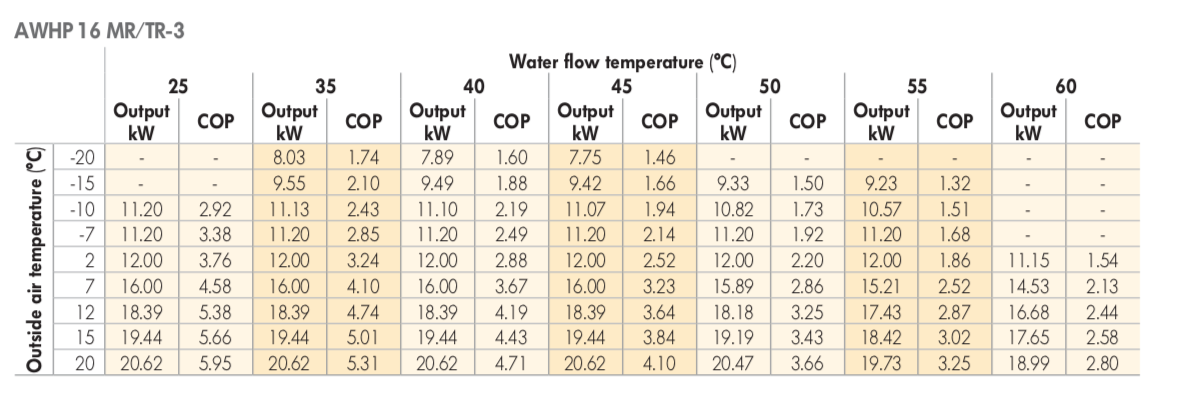 AWHP 16 MR/TR-3
Water flow temperature (°C)
25 35 40 45 50 55 60
Output kW COP Output kW COP Output kW COP Output kW COP Output kW COP Output kW COP Output kW COP
Outside air temperature (°C)
-20 - - 8.03 1.74 7.89 1.60 7.75 1.46 - - - - - -
-15 - - 9.55 2.10 9.49 1.88 9.42 1.66 9.33 1.50 9.23 1.32 - -
-10 11.20 2.92 11.13 2.43 11.10 2.19 11.07 1.94 10.82 1.73 10.57 1.51 - -
-7 11.20 3.38 11.20 2.85 11.20 2.49 11.20 2.14 11.20 1.92 11.20 1.68 - -
2 12.00 3.76 12.00 3.24 12.00 2.88 12.00 2.52 12.00 2.20 12.00 1.86 11.15 1.54
7 16.00 4.58 16.00 4.10 16.00 3.67 16.00 3.23 15.89 2.86 15.21 2.52 14.53 2.13
12 18.39 5.38 18.39 4.74 18.39 4.19 18.39 3.64 18.18 3.25 17.43 2.87 16.68 2.44
15 19.44 5.66 19.44 5.01 19.44 4.43 19.44 3.84 19.19 3.43 18.42 3.02 17.65 2.58
20 20.62 5.95 20.62 5.31 20.62 4.71 20.62 4.10 20.47 3.66 19.73 3.25 18.99 2.80